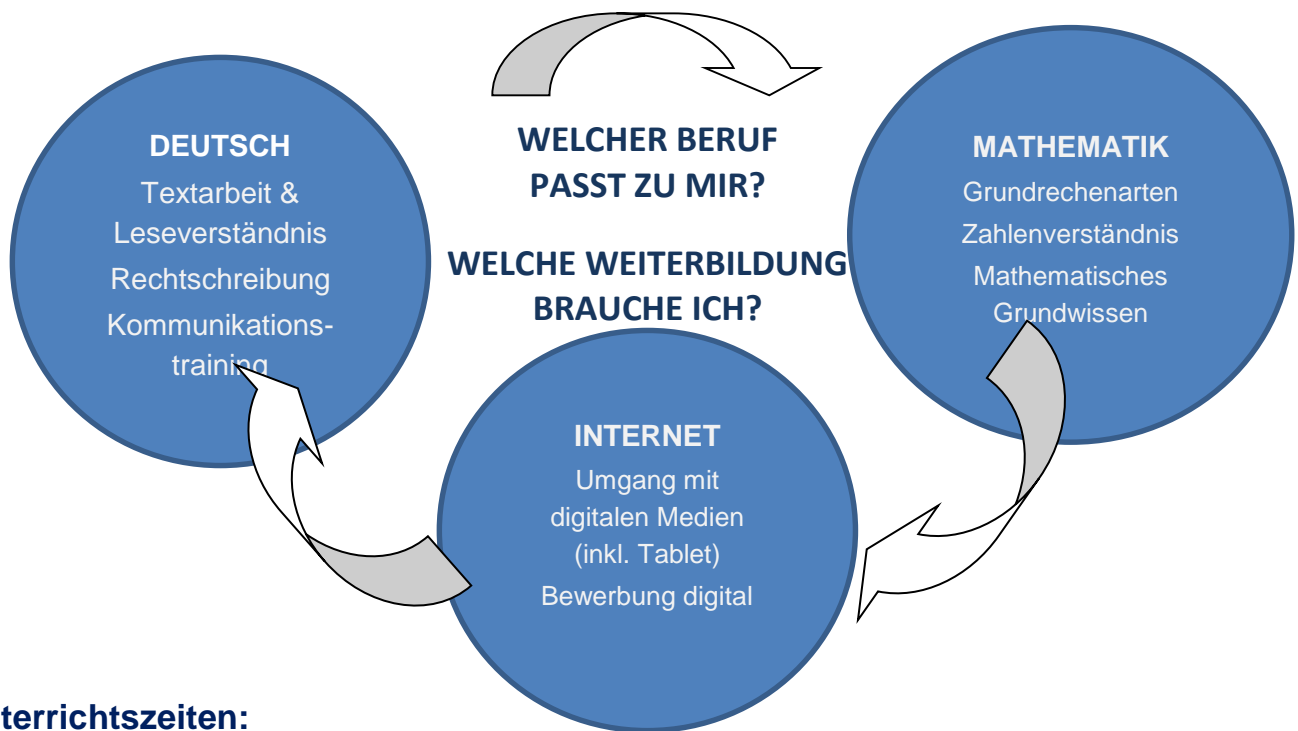 DEUTSCH
Textarbeit &
Leseverständnis
Rechtschreibung
Kommunikations-
training
WELCHER BERUF
PASST ZU MIR?
WELCHE WEITERBILDUNG
BRAUCHE ICH?
MATHEMATIK
Grundrechenarten
Zahlenverständnis
Mathematisches
Grundwissen
INTERNET
Umgang mit
digitalen Medien
(inkl. Tablet)
Bewerbung digital
terrichtszeiten: